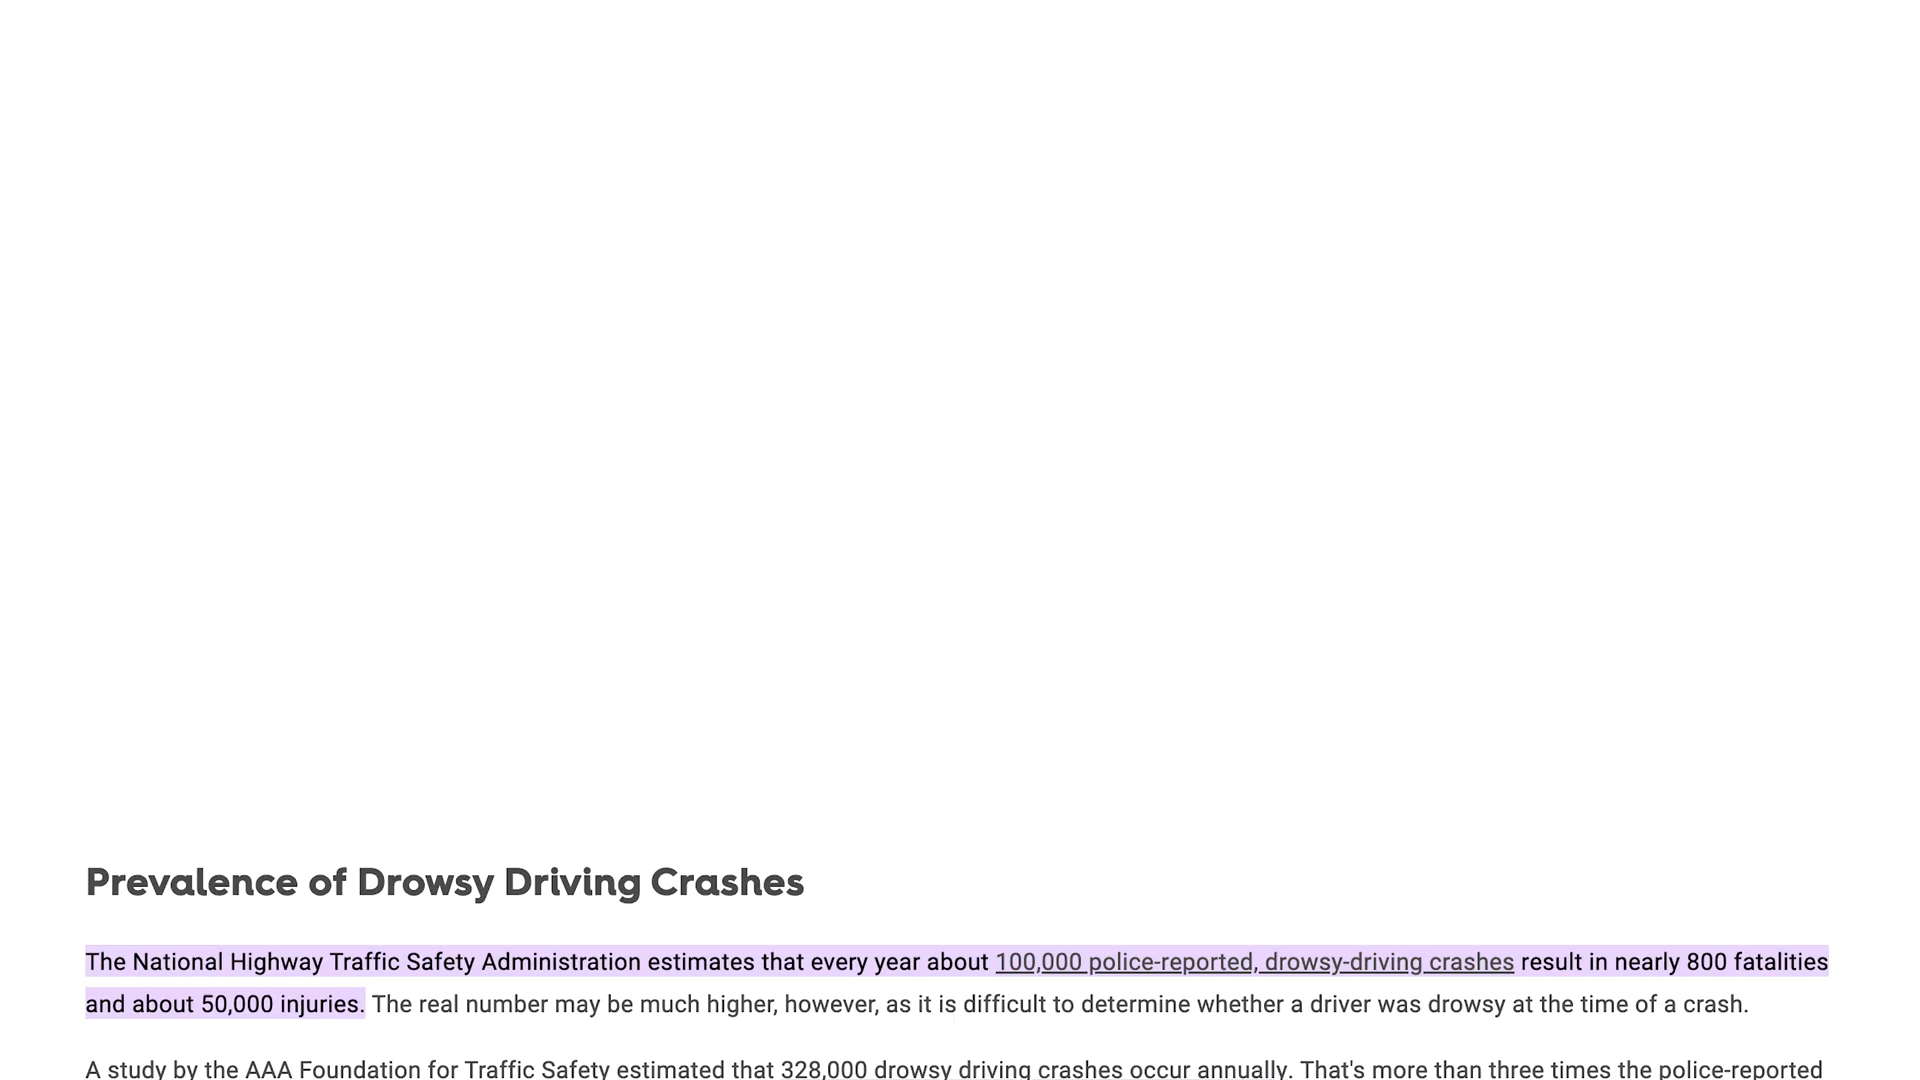 Prevalence of Drowsy Driving Crashes
The National Highway Traffic Safety Administration estimates that every year about 100,000 police-reported, drowsy-driving crashes result in nearly 800 fatalities
and about 50,000 injuries. The real number may be much higher, however, as it is difficult to determine whether a driver was drowsy at the time of a crash.
A study by the AAA Foundation for Traffic Safety estimated that 328,000 drowsy driving crashes occur annually. That's more than three times the police-reported